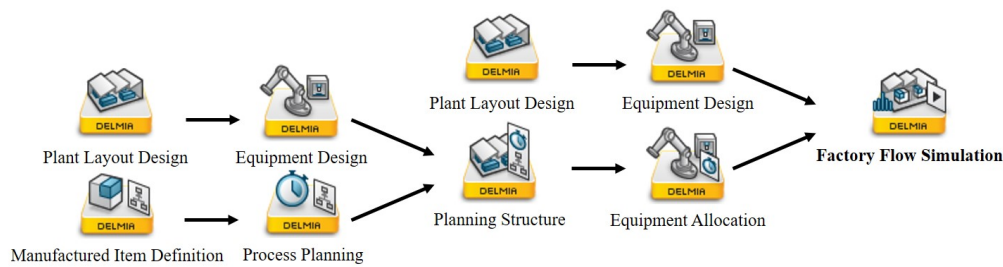 DELMIA
DELMIA
Plant Layout Design
Equipment Design
DELMIA
DELMIA
DELMIA
Plant Layout Design
Equipment Design
Factory Flow Simulation
DELMIA
DELMIA
Planning Structure
Equipment Allocation
DELMIA
DELMIA
Manufactured Item Definition
Process Planning